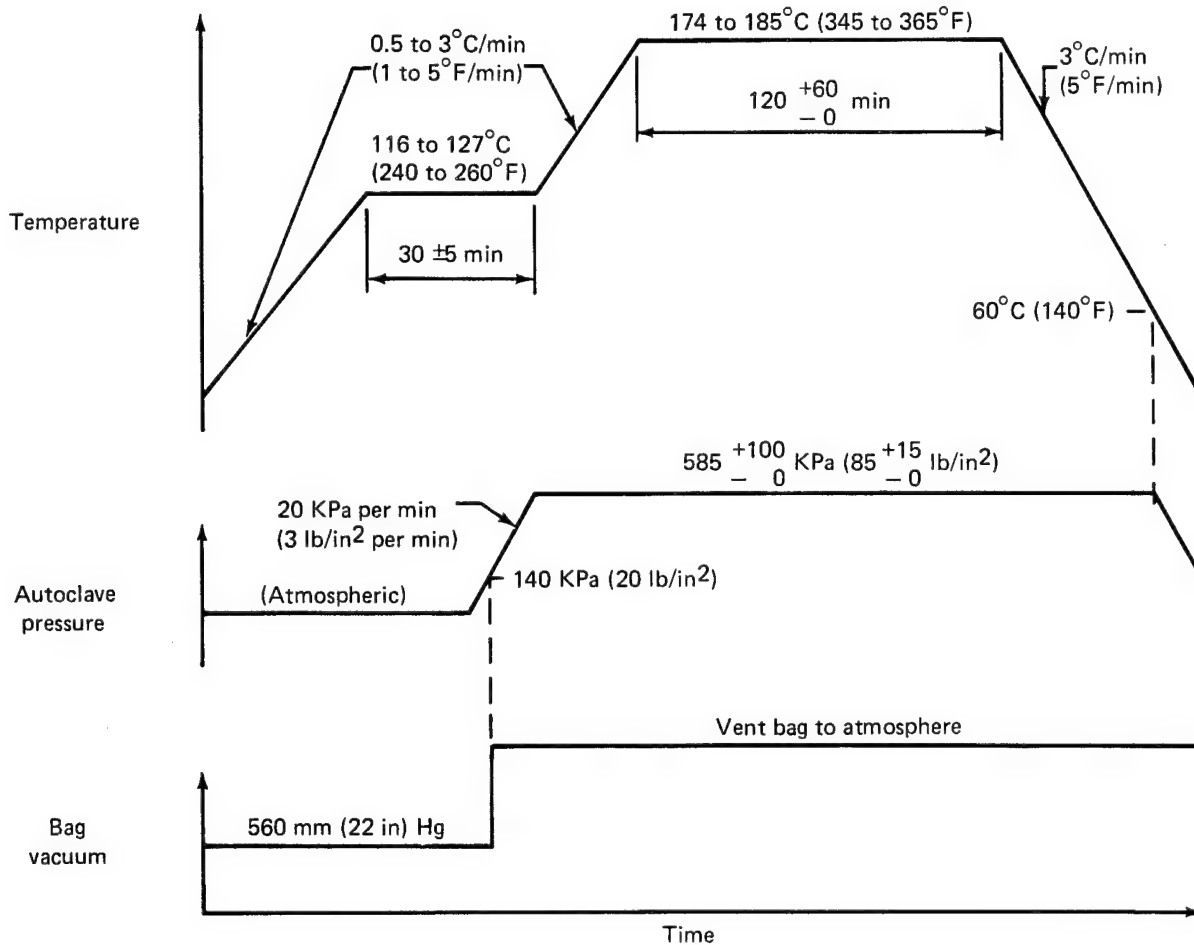 174 to 185°C (345 to 365°F)
0.5 to 3°C/min
(1 to 5°F/min)
3°C/min
(5°F/min)
120 +60 -0 min
116 to 127°C
(240 to 260°F)
Temperature
30 ±5 min
60°C (140°F)
585 +100 -0 KPa (85 +15 -0 lb/in²)
20 KPa per min
(3 lb/in² per min)
140 KPa (20 lb/in²)
(Atmospheric)
Autoclave
pressure
Vent bag to atmosphere
560 mm (22 in) Hg
Bag
vacuum
Time